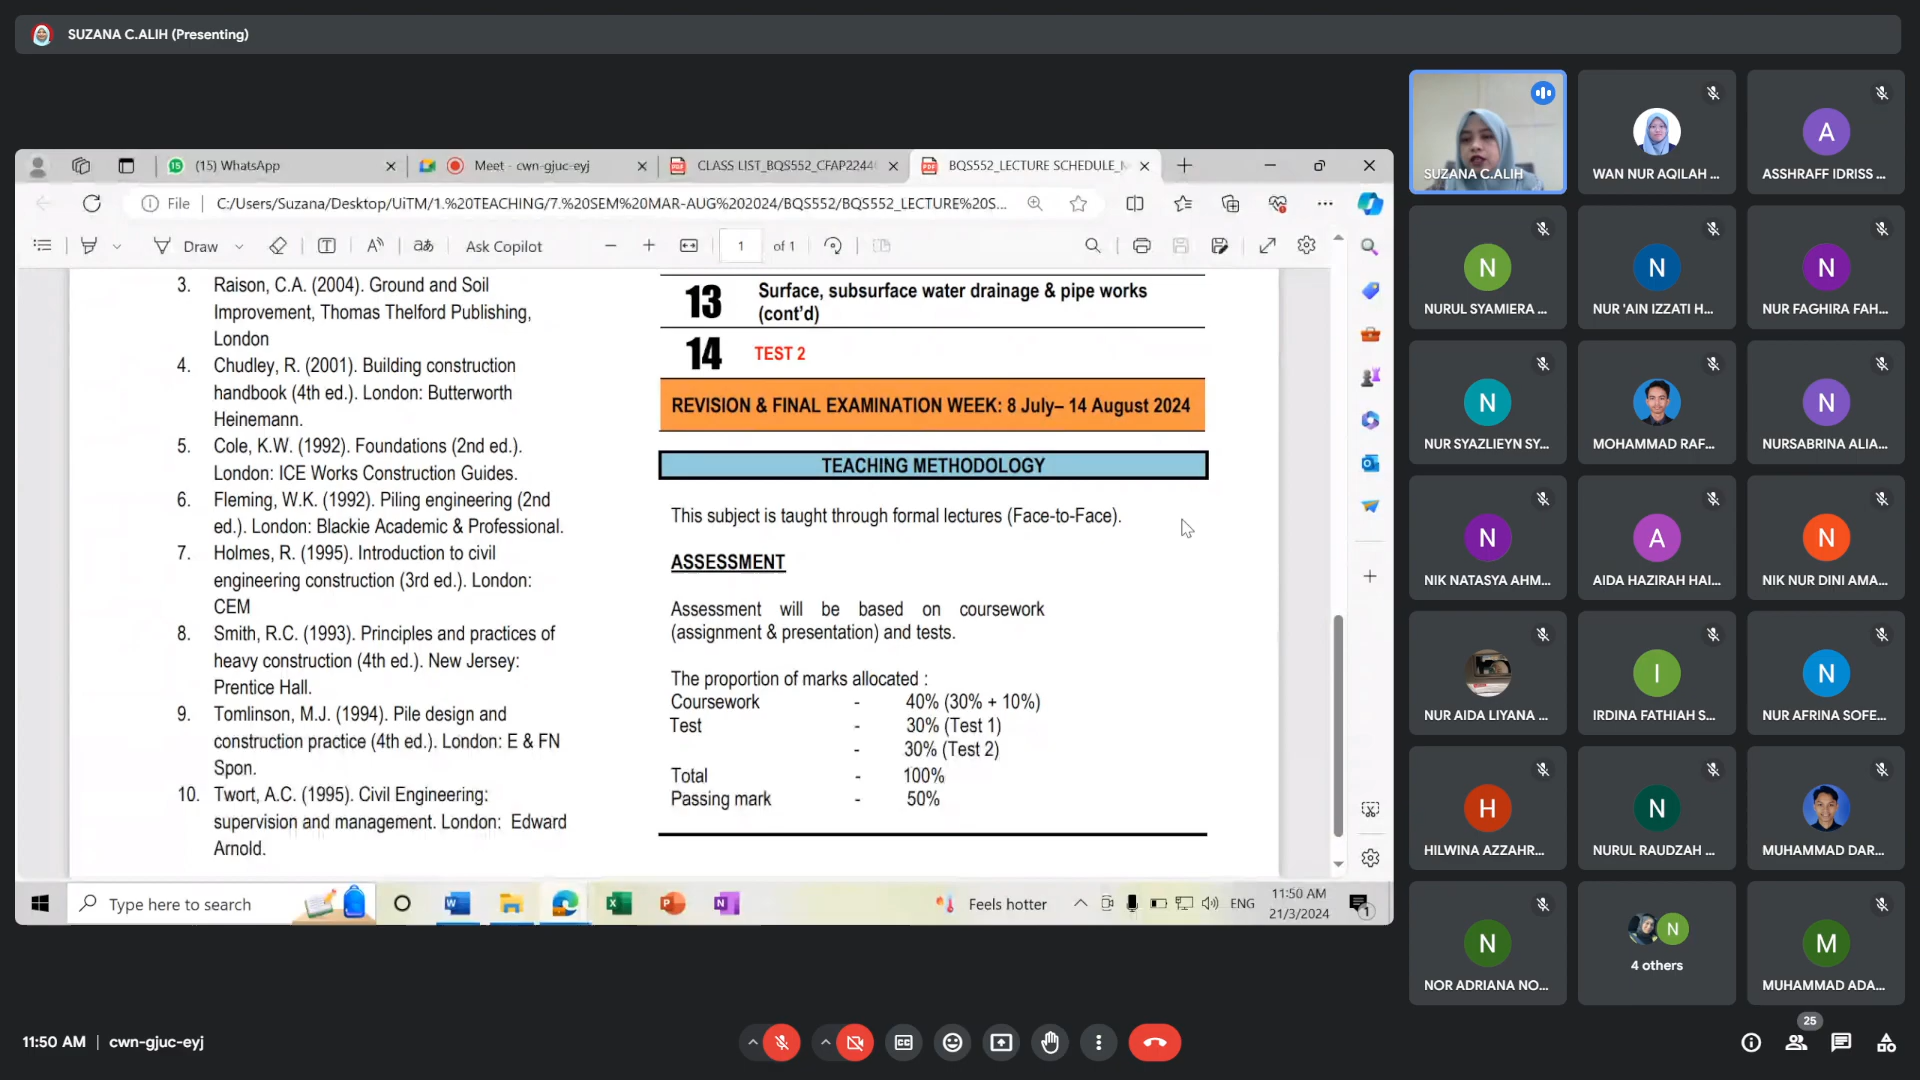 SUZANA C.ALIH (Presenting)
(15) WhatsApp
Meet - cwn-gjuc-eyj
CLASS LIST_BQS552_CFAP2244
BQS552_LECTURE SCHEDULE_M
File
C:/Users/Suzana/Desktop/UiTM/1.%20TEACHING/7.%20SEM%20MAR-AUG%202024/BQS552/BQS552_LECTURE%20S...
Draw
Ask Copilot
1
of 1
3. Raison, C.A. (2004). Ground and Soil
Improvement, Thomas Thelford Publishing,
London
4. Chudley, R. (2001). Building construction
handbook (4th ed.). London: Butterworth
Heinemann.
5. Cole, K.W. (1992). Foundations (2nd ed.).
London: ICE Works Construction Guides.
6. Fleming, W.K. (1992). Piling engineering (2nd
ed.). London: Blackie Academic & Professional.
7. Holmes, R. (1995). Introduction to civil
engineering construction (3rd ed.). London:
CEM
8. Smith, R.C. (1993). Principles and practices of
heavy construction (4th ed.). New Jersey:
Prentice Hall.
9. Tomlinson, M.J. (1994). Pile design and
construction practice (4th ed.). London: E & FN
Spon.
10. Twort, A.C. (1995). Civil Engineering:
supervision and management. London: Edward
Arnold.
13 Surface, subsurface water drainage & pipe works
(cont'd)
14 TEST 2
REVISION & FINAL EXAMINATION WEEK: 8 July– 14 August 2024
TEACHING METHODOLOGY
This subject is taught through formal lectures (Face-to-Face).
ASSESSMENT
Assessment will be based on coursework
(assignment & presentation) and tests.
The proportion of marks allocated :
Coursework - 40% (30% + 10%)
Test - 30% (Test 1)
- 30% (Test 2)
Total - 100%
Passing mark - 50%
Type here to search
Feels hotter
ENG
11:50 AM
21/3/2024
1
SUZANA C.ALIH
WAN NUR AQILAH ...
A
ASSHRAFF IDRISS ...
N
NURUL SYAMIERA ...
N
NUR 'AIN IZZATI H...
N
NUR FAGHIRA FAH...
N
NUR SYAZLIEYN SY...
MOHAMMAD RAF...
N
NURSABRINA ALIA...
N
NIK NATASYA AHM...
A
AIDA HAZIRAH HAI...
N
NIK NUR DINI AMA...
NUR AIDA LIYANA ...
I
IRDINA FATHIAH S...
N
NUR AFRINA SOFE...
H
HILWINA AZZAHR...
N
NURUL RAUDZAH ...
MUHAMMAD DAR...
N
NOR ADRIANA NO...
N
4 others
M
MUHAMMAD ADA...
11:50 AM | cwn-gjuc-eyj
25